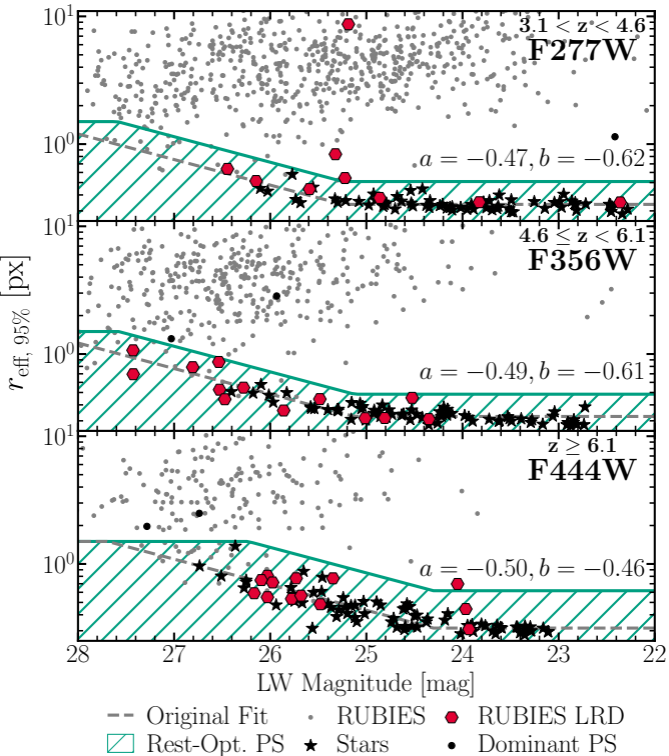 10¹
3.1 < z < 4.6
F277W
10⁰
a = −0.47, b = −0.62
10¹
4.6 ≤ z < 6.1
F356W
10⁰
a = −0.49, b = −0.61
r_eff, 95% [px]
10¹
z ≥ 6.1
F444W
10⁰
a = −0.50, b = −0.46
28 27 26 25 24 23 22
LW Magnitude [mag]
Original Fit RUBIES RUBIES LRD
Rest-Opt. PS Stars Dominant PS